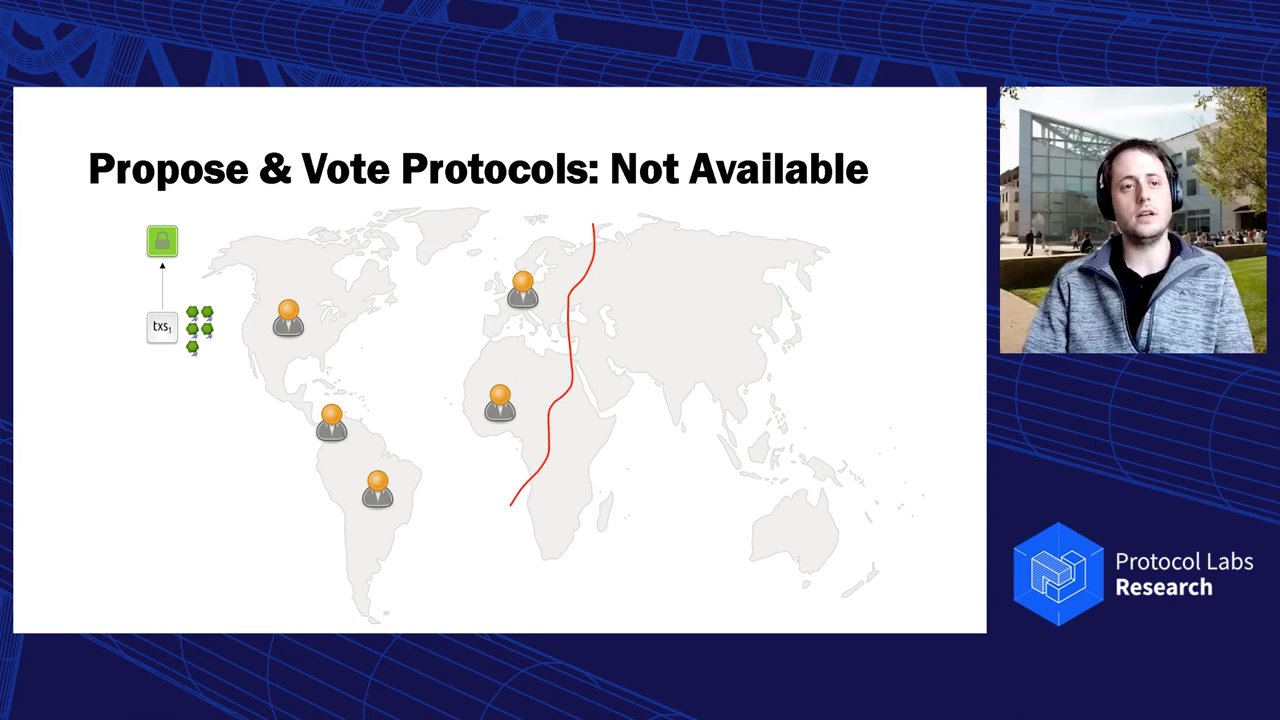 Propose & Vote Protocols: Not Available
txs₁
Protocol Labs
Research